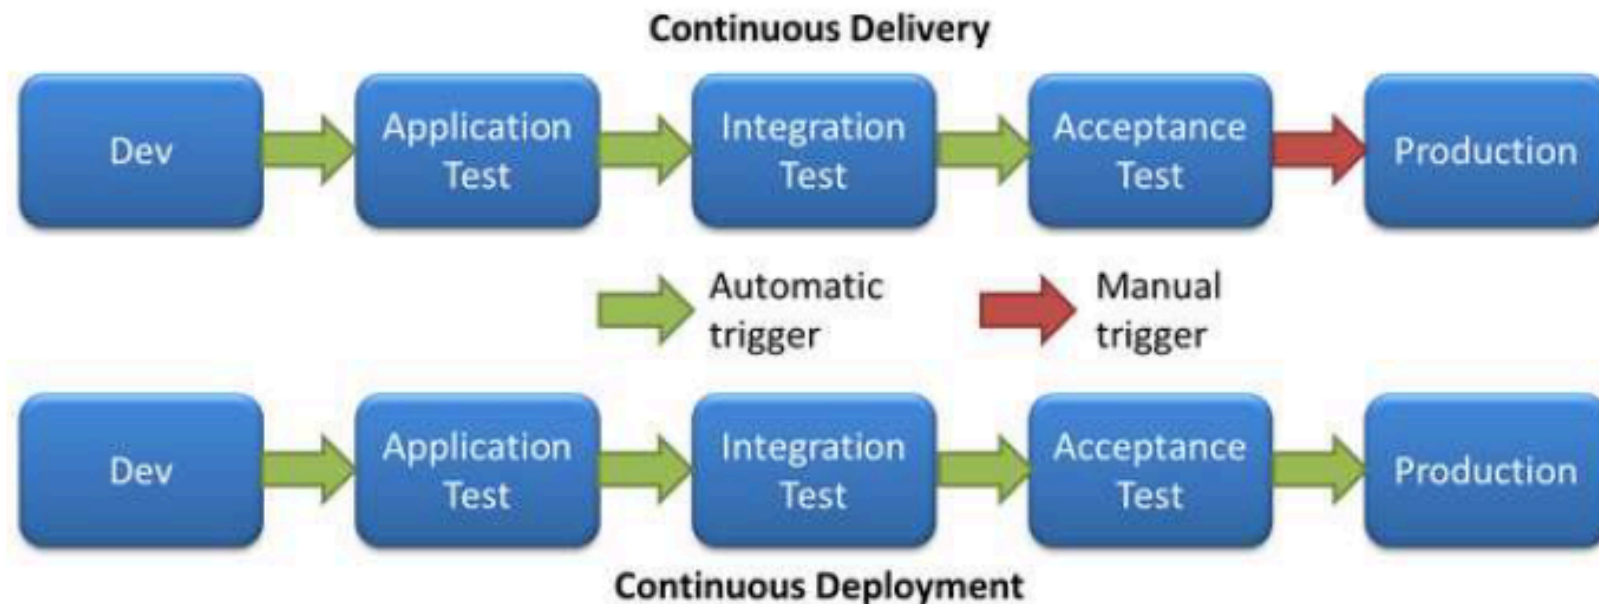 Continuous Delivery
Dev
Application
Test
Integration
Test
Acceptance
Test
Production
Automatic
trigger
Manual
trigger
Dev
Application
Test
Integration
Test
Acceptance
Test
Production
Continuous Deployment